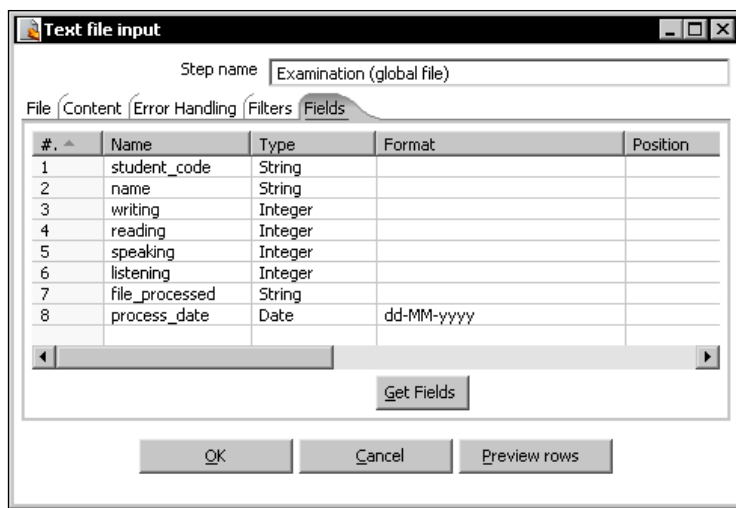 Text file input
Step name Examination (global file)
File Content Error Handling Filters Fields
#. Name Type Format Position
1 student_code String
2 name String
3 writing Integer
4 reading Integer
5 speaking Integer
6 listening Integer
7 file_processed String
8 process_date Date dd-MM-yyyy
Get Fields
OK Cancel Preview rows